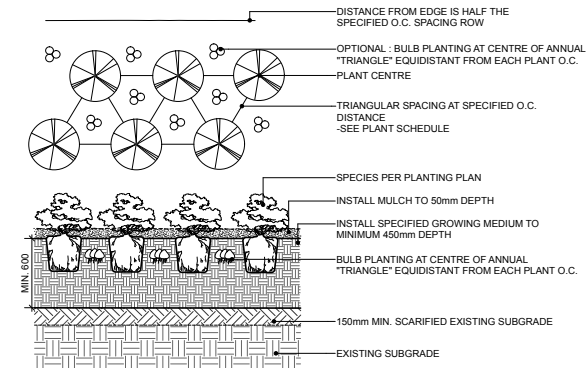 DISTANCE FROM EDGE IS HALF THE
SPECIFIED O.C. SPACING ROW
OPTIONAL : BULB PLANTING AT CENTRE OF ANNUAL
"TRIANGLE" EQUIDISTANT FROM EACH PLANT O.C.
PLANT CENTRE
TRIANGULAR SPACING AT SPECIFIED O.C.
DISTANCE
-SEE PLANT SCHEDULE
SPECIES PER PLANTING PLAN
INSTALL MULCH TO 50mm DEPTH
INSTALL SPECIFIED GROWING MEDIUM TO
MINIMUM 450mm DEPTH
BULB PLANTING AT CENTRE OF ANNUAL
"TRIANGLE" EQUIDISTANT FROM EACH PLANT O.C.
MIN. 600
150mm MIN. SCARIFIED EXISTING SUBGRADE
EXISTING SUBGRADE